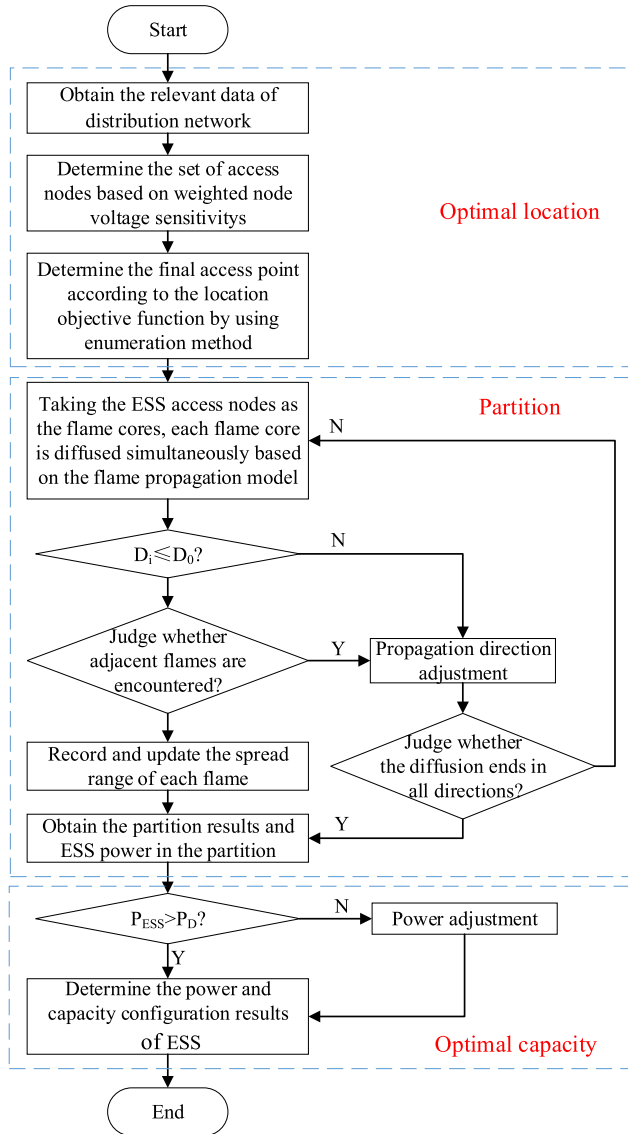 Start
Obtain the relevant data of
distribution network
Determine the set of access
nodes based on weighted node
voltage sensitivitys
Optimal location
Determine the final access point
according to the location
objective function by using
enumeration method
Partition
Taking the ESS access nodes as
the flame cores, each flame core
is diffused simultaneously based
on the flame propagation model
N
D_i≤D_0?
N
Judge whether
adjacent flames are
encountered?
Y
Propagation direction
adjustment
Record and update the spread
range of each flame
Judge whether
the diffusion ends in
all directions?
Y
Obtain the partition results and
ESS power in the partition
P_ESS>P_D?
N
Power adjustment
Y
Determine the power and
capacity configuration results
of ESS
Optimal capacity
End